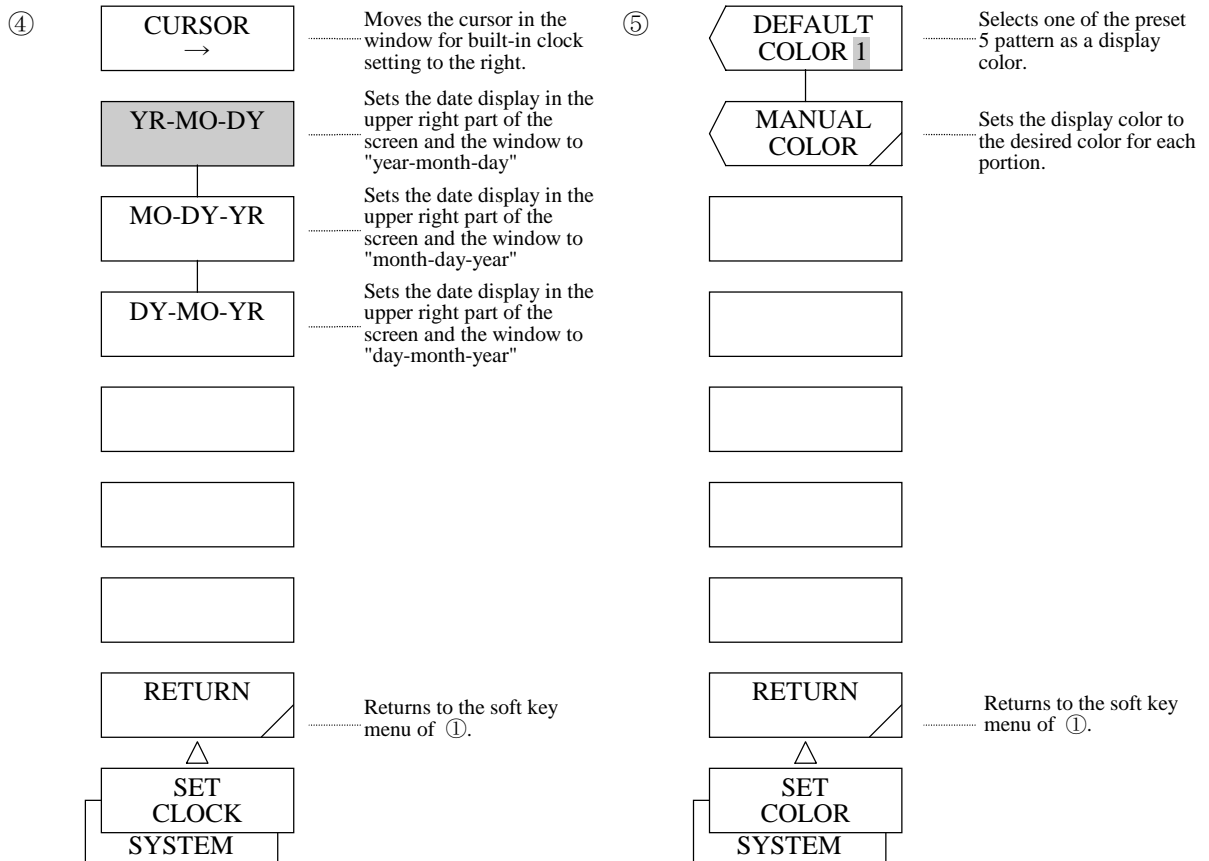 ④
CURSOR
→
Moves the cursor in the
window for built-in clock
setting to the right.
YR-MO-DY
Sets the date display in the
upper right part of the
screen and the window to
"year-month-day"
MO-DY-YR
Sets the date display in the
upper right part of the
screen and the window to
"month-day-year"
DY-MO-YR
Sets the date display in the
upper right part of the
screen and the window to
"day-month-year"
RETURN
Returns to the soft key
menu of ①.
SET
CLOCK
SYSTEM
⑤
DEFAULT
COLOR 1
Selects one of the preset
5 pattern as a display
color.
MANUAL
COLOR
Sets the display color to
the desired color for each
portion.
RETURN
Returns to the soft key
menu of ①.
SET
COLOR
SYSTEM